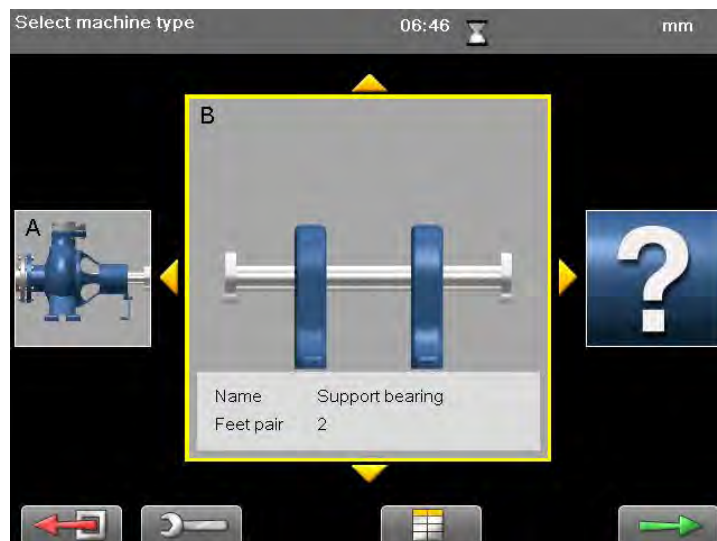 Select machine type 06:46 mm
B
A
?
Name Support bearing
Feet pair 2